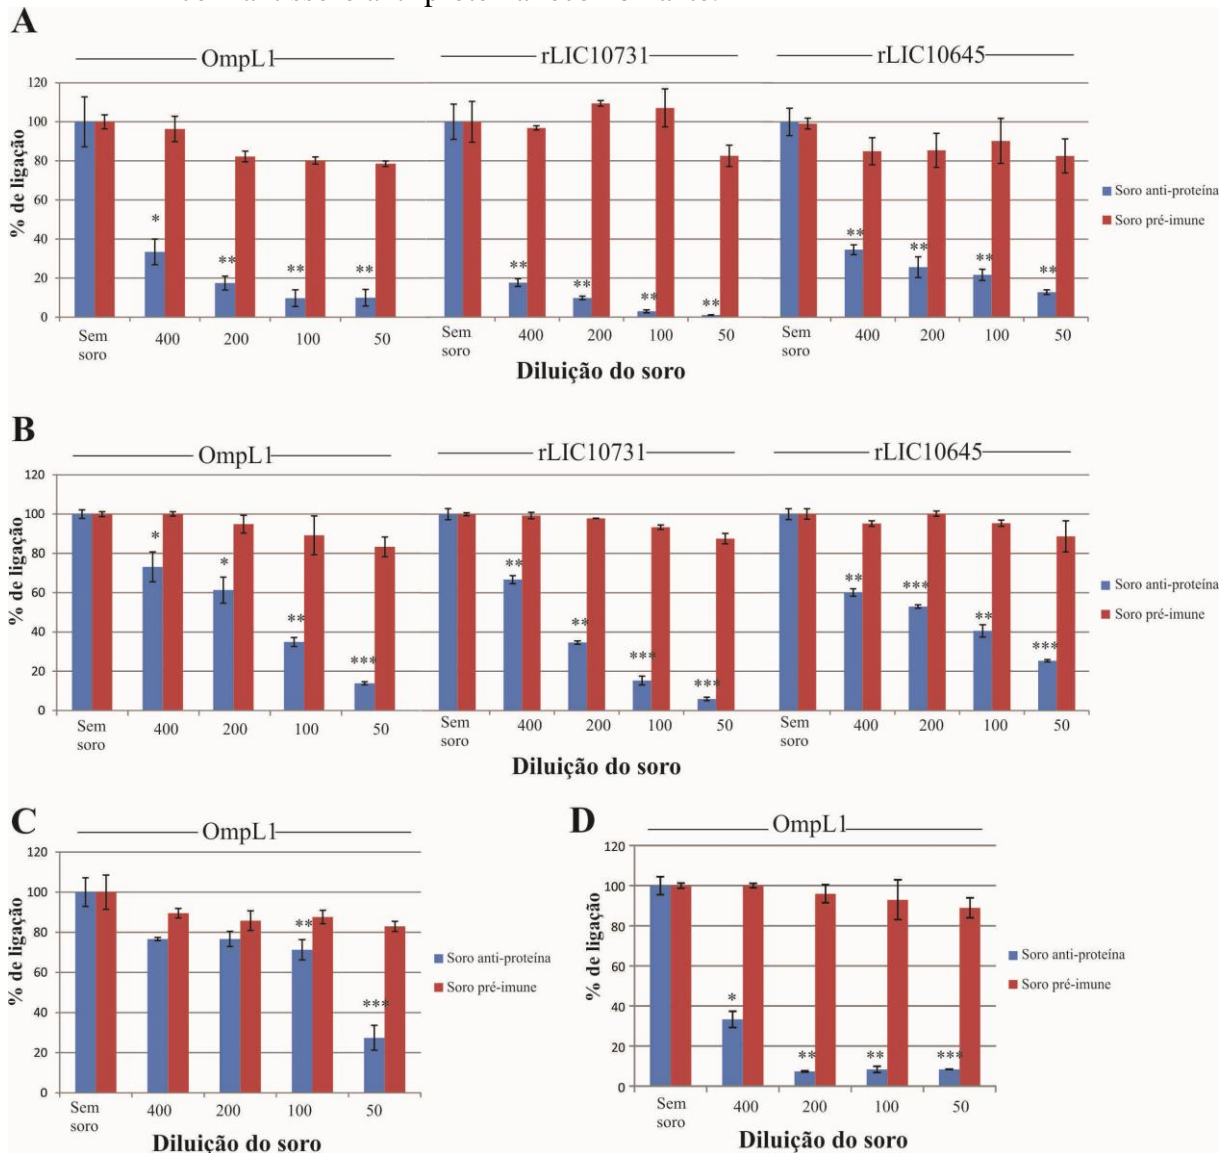 A
OmpL1 rLIC10731 rLIC10645
% de ligação
120
100
80
60
40
20
0
* ** ** ** ** ** ** ** ** ** ** **
Sem soro 400 200 100 50 Sem soro 400 200 100 50 Sem soro 400 200 100 50
Diluição do soro
Soro anti-proteína
Soro pré-imune
B
OmpL1 rLIC10731 rLIC10645
% de ligação
120
100
80
60
40
20
0
* * ** *** ** ** *** *** ** *** ** ***
Sem soro 400 200 100 50 Sem soro 400 200 100 50 Sem soro 400 200 100 50
Diluição do soro
Soro anti-proteína
Soro pré-imune
C
OmpL1
% de ligação
120
100
80
60
40
20
0
** ***
Sem soro 400 200 100 50
Diluição do soro
Soro anti-proteína
Soro pré-imune
D
OmpL1
% de ligação
120
100
80
60
40
20
0
* ** ** ***
Sem soro 400 200 100 50
Diluição do soro
Soro anti-proteína
Soro pré-imune